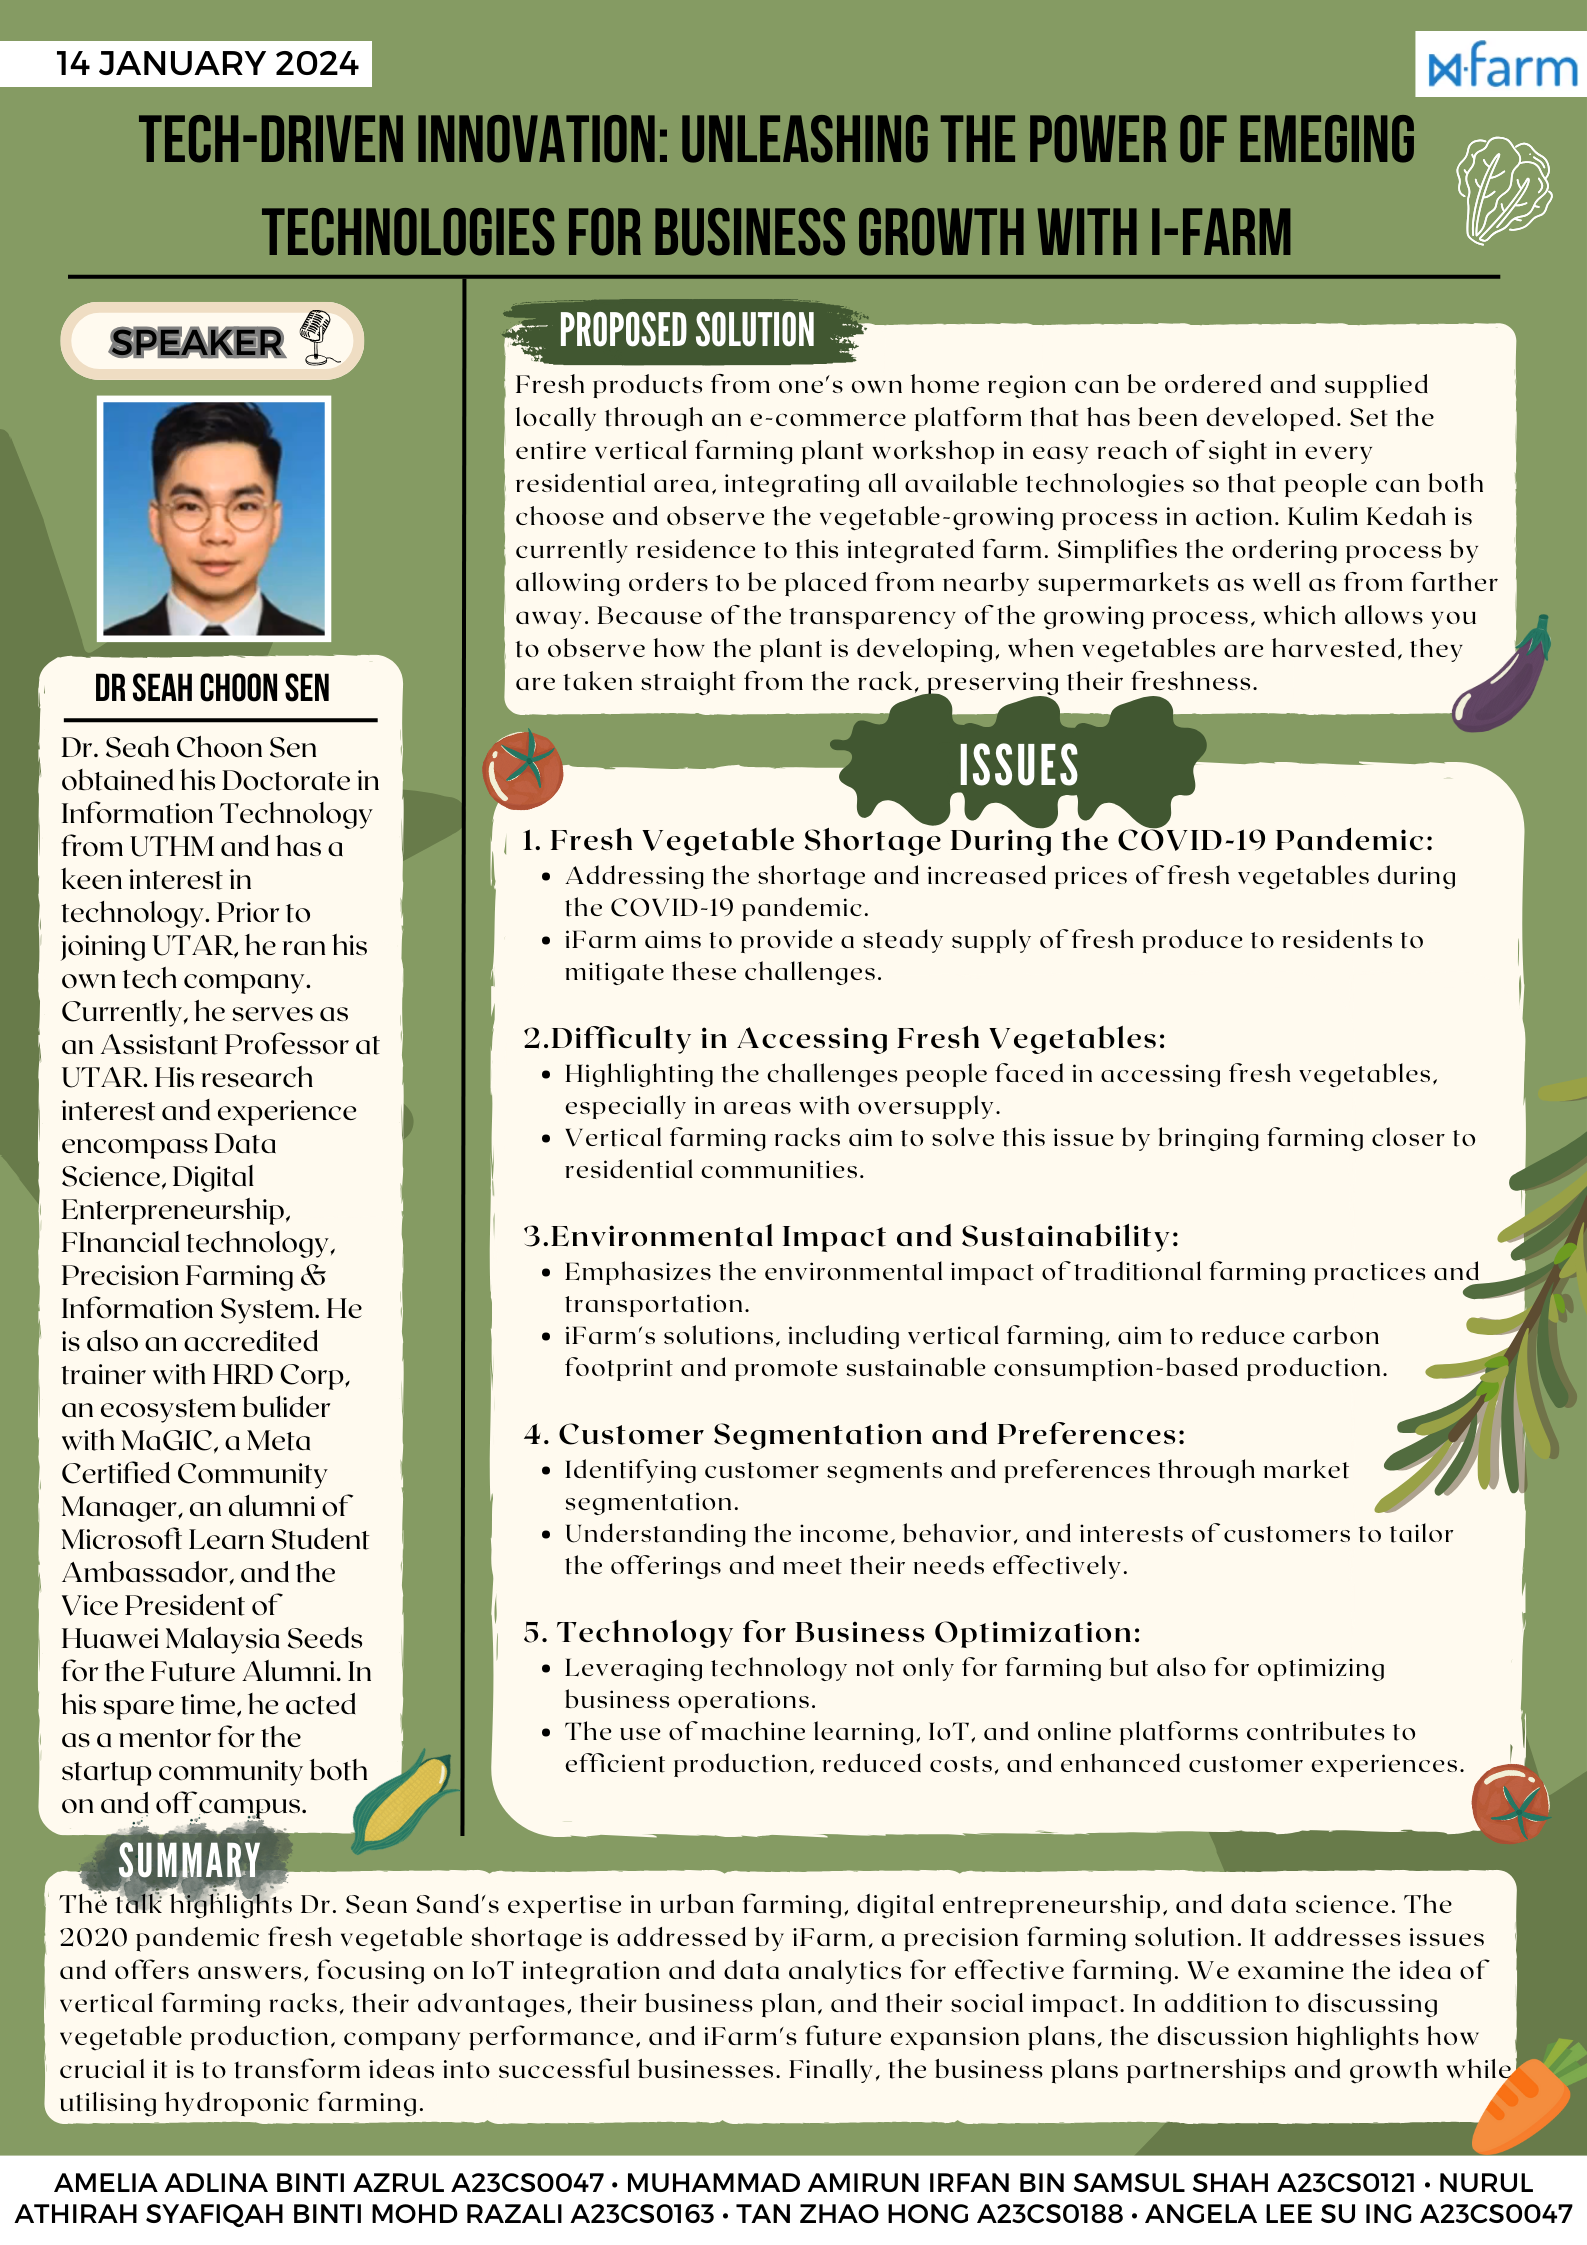 14 JANUARY 2024
farm
TECH-DRIVEN INNOVATION: UNLEASHING THE POWER OF EMEGING
TECHNOLOGIES FOR BUSINESS GROWTH WITH I-FARM
SPEAKER
DR SEAH CHOON SEN
Dr. Seah Choon Sen
obtained his Doctorate in
Information Technology
from UTHM and has a
keen interest in
technology. Prior to
joining UTAR, he ran his
own tech company.
Currently, he serves as
an Assistant Professor at
UTAR. His research
interest and experience
encompass Data
Science, Digital
Enterpreneurship,
FInancial technology,
Precision Farming &
Information System. He
is also an accredited
trainer with HRD Corp,
an ecosystem bulider
with MaGIC, a Meta
Certified Community
Manager, an alumni of
Microsoft Learn Student
Ambassador, and the
Vice President of
Huawei Malaysia Seeds
for the Future Alumni. In
his spare time, he acted
as a mentor for the
startup community both
on and off campus.
PROPOSED SOLUTION
Fresh products from one's own home region can be ordered and supplied
locally through an e-commerce platform that has been developed. Set the
entire vertical farming plant workshop in easy reach of sight in every
residential area, integrating all available technologies so that people can both
choose and observe the vegetable-growing process in action. Kulim Kedah is
currently residence to this integrated farm. Simplifies the ordering process by
allowing orders to be placed from nearby supermarkets as well as from farther
away. Because of the transparency of the growing process, which allows you
to observe how the plant is developing, when vegetables are harvested, they
are taken straight from the rack, preserving their freshness.
ISSUES
1. Fresh Vegetable Shortage During the COVID-19 Pandemic:
• Addressing the shortage and increased prices of fresh vegetables during
the COVID-19 pandemic.
• iFarm aims to provide a steady supply of fresh produce to residents to
mitigate these challenges.
2.Difficulty in Accessing Fresh Vegetables:
• Highlighting the challenges people faced in accessing fresh vegetables,
especially in areas with oversupply.
• Vertical farming racks aim to solve this issue by bringing farming closer to
residential communities.
3.Environmental Impact and Sustainability:
• Emphasizes the environmental impact of traditional farming practices and
transportation.
• iFarm's solutions, including vertical farming, aim to reduce carbon
footprint and promote sustainable consumption-based production.
4. Customer Segmentation and Preferences:
• Identifying customer segments and preferences through market
segmentation.
• Understanding the income, behavior, and interests of customers to tailor
the offerings and meet their needs effectively.
5. Technology for Business Optimization:
• Leveraging technology not only for farming but also for optimizing
business operations.
• The use of machine learning, IoT, and online platforms contributes to
efficient production, reduced costs, and enhanced customer experiences.
SUMMARY
The talk highlights Dr. Sean Sand's expertise in urban farming, digital entrepreneurship, and data science. The
2020 pandemic fresh vegetable shortage is addressed by iFarm, a precision farming solution. It addresses issues
and offers answers, focusing on IoT integration and data analytics for effective farming. We examine the idea of
vertical farming racks, their advantages, their business plan, and their social impact. In addition to discussing
vegetable production, company performance, and iFarm's future expansion plans, the discussion highlights how
crucial it is to transform ideas into successful businesses. Finally, the business plans partnerships and growth while
utilising hydroponic farming.
AMELIA ADLINA BINTI AZRUL A23CS0047 • MUHAMMAD AMIRUN IRFAN BIN SAMSUL SHAH A23CS0121 • NURUL
ATHIRAH SYAFIQAH BINTI MOHD RAZALI A23CS0163 • TAN ZHAO HONG A23CS0188 • ANGELA LEE SU ING A23CS0047